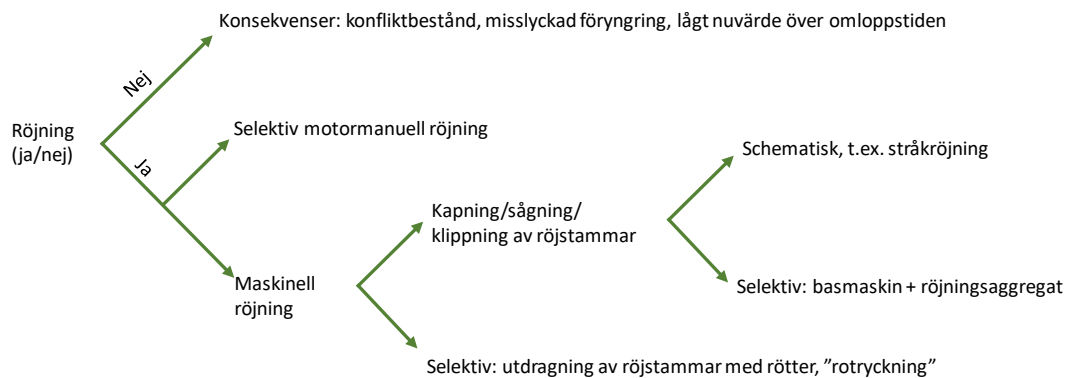 Konsekvenser: konfliktbestånd, misslyckad föryngring, lågt nuvärde över omloppstiden
Nej
Röjning
(ja/nej)
Ja
Selektiv motormanuell röjning
Schematisk, t.ex. stråkröjning
Kapning/sågning/
klippning av röjstammar
Maskinell
röjning
Selektiv: basmaskin + röjningsaggregat
Selektiv: utdragning av röjstammar med rötter, ”rotryckning”